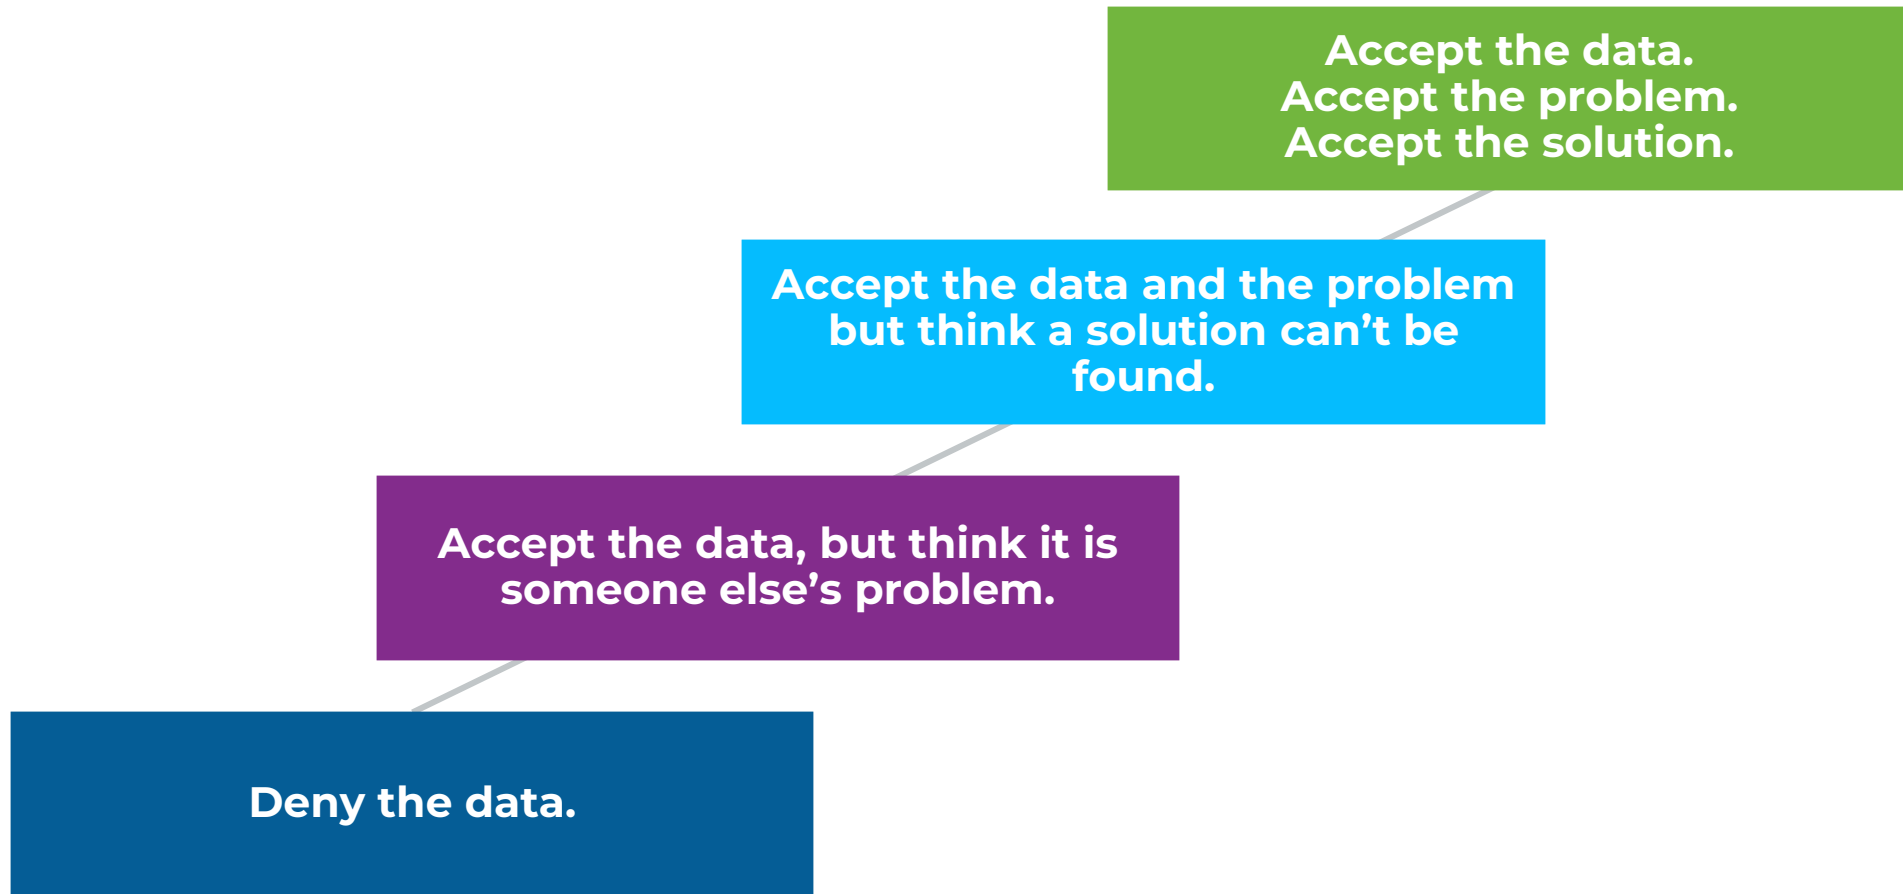 Accept the data.
Accept the problem.
Accept the solution.
Accept the data and the problem
but think a solution can’t be
found.
Accept the data, but think it is
someone else’s problem.
Deny the data.